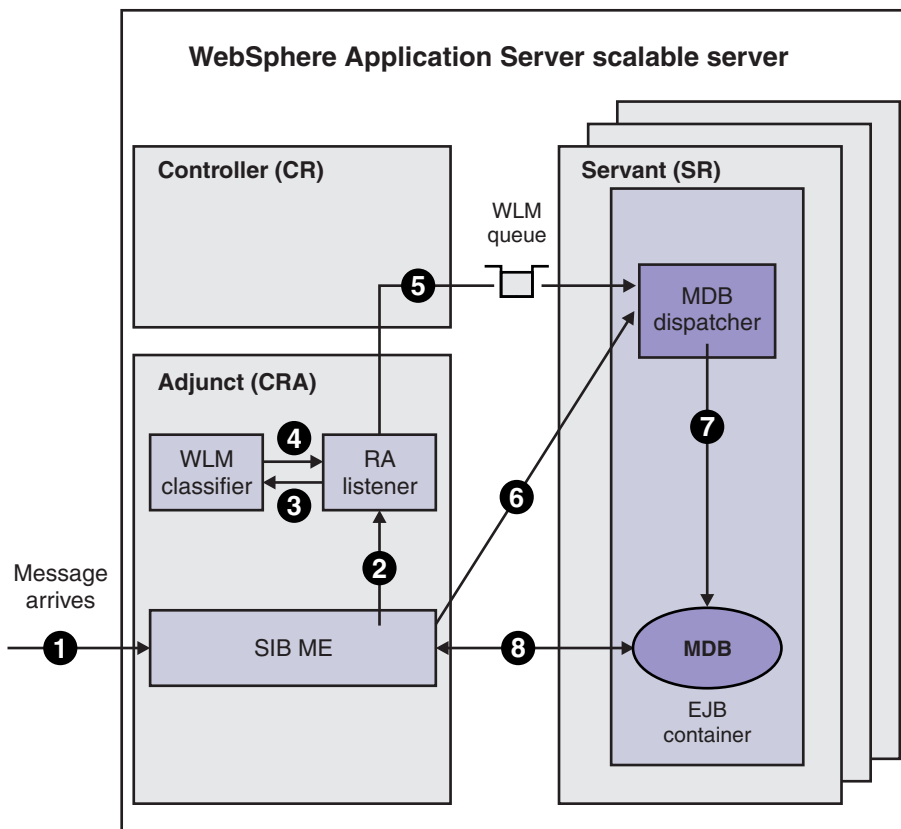 WebSphere Application Server scalable server
Controller (CR)
Servant (SR)
WLM
queue
5
MDB
dispatcher
Adjunct (CRA)
4
WLM
classifier
RA
listener
3
7
6
2
Message
arrives
1
SIB ME
8
MDB
EJB
container